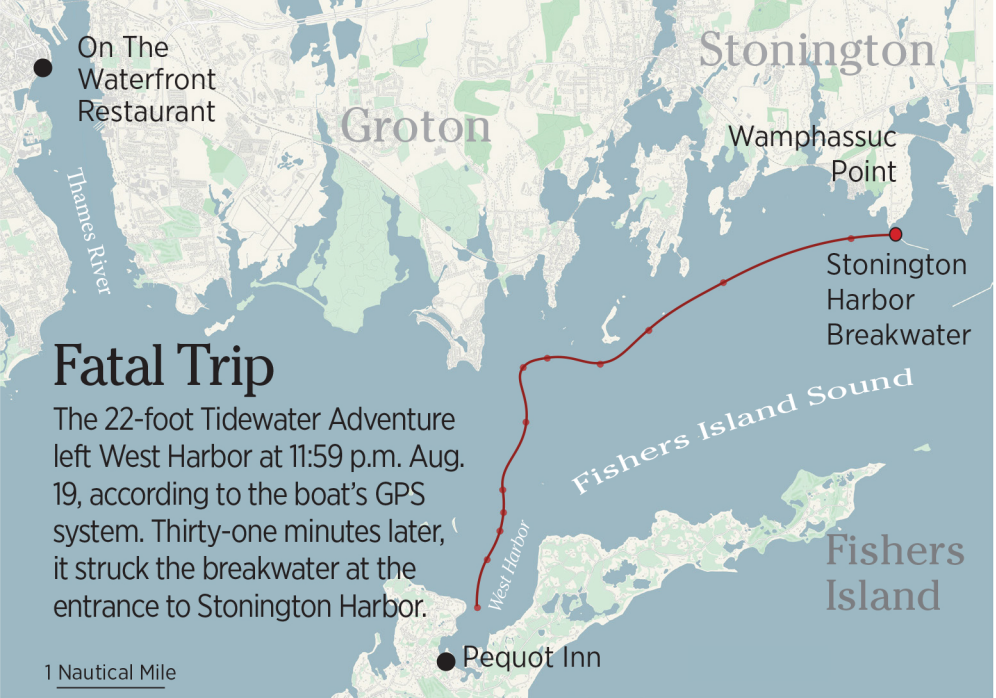 On The
Waterfront
Restaurant
Stonington
Groton
Wamphassuc
Point
Thames River
Stonington
Harbor
Breakwater
Fatal Trip
The 22-foot Tidewater Adventure
left West Harbor at 11:59 p.m. Aug.
19, according to the boat’s GPS
system. Thirty-one minutes later,
it struck the breakwater at the
entrance to Stonington Harbor.
Fishers Island Sound
West Harbor
Fishers
Island
Pequot Inn
1 Nautical Mile